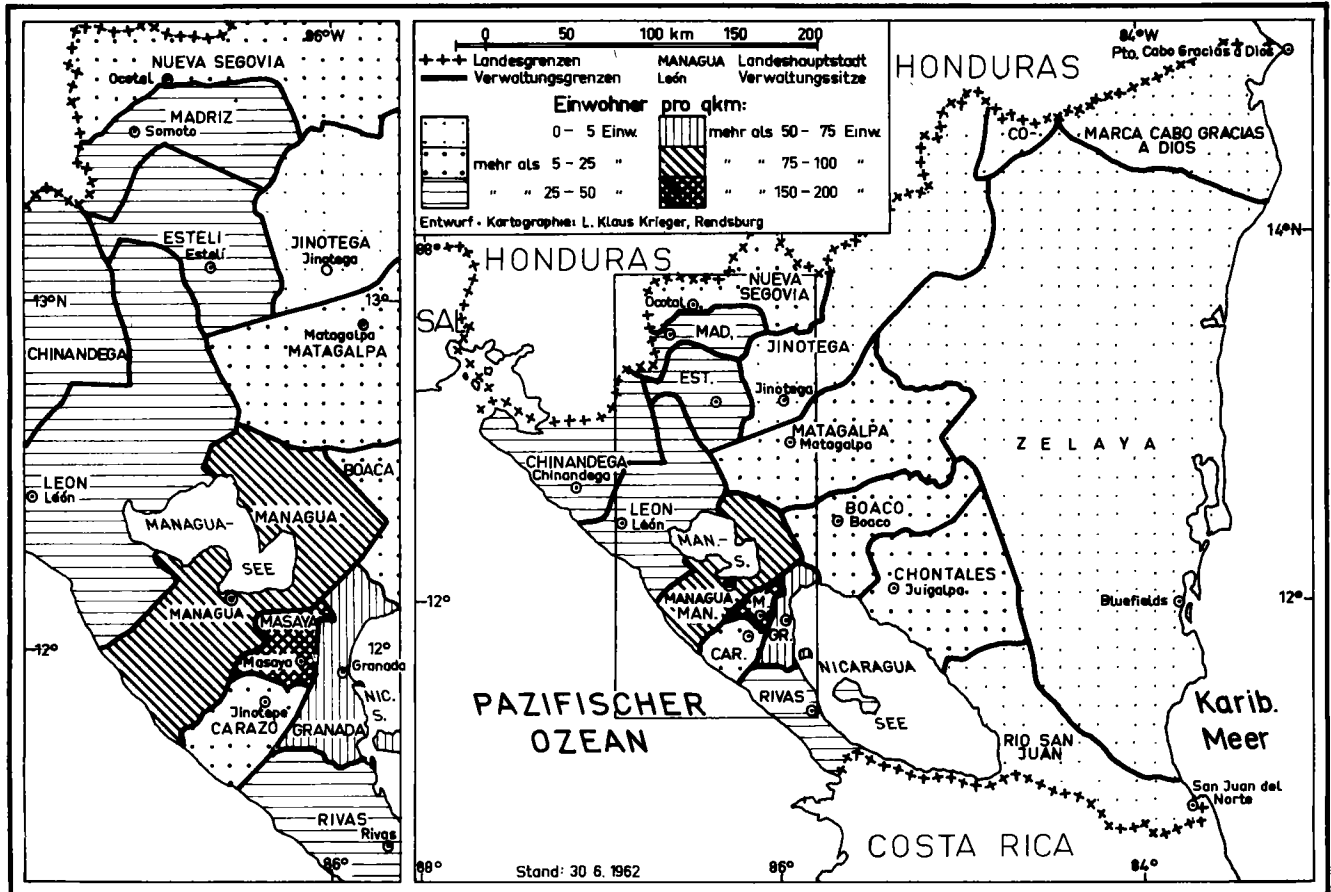 86°W
NUEVA SEGOVIA
Ocotal
MADRIZ
Somoto
ESTELI
Estelí
JINOTEGA
Jinotega
13°N
13°
Matagalpa
MATAGALPA
CHINANDEGA
BOACA
LEON
León
MANAGUA-
SEE
MANAGUA
MANAGUA
MASAYA
Masaya
12°
12°
Granada
NIC.
S.
Jinotepe
CARAZO
GRANADA
RIVAS
Rivas
86°
0 50 100 km 150 200
Landesgrenzen
Verwaltungsgrenzen
MANAGUA Landeshauptstadt
León Verwaltungssitze
Einwohner pro qkm:
0 – 5 Einw.
mehr als 5 – 25 "
" " 25 – 50 "
mehr als 50 – 75 Einw.
" " 75 – 100 "
" " 150 – 200 "
Entwurf + Kartographie: L. Klaus Krieger, Rendsburg
84°W
Pto. Cabo Gracias a Dios
HONDURAS
CO-
MARCA CABO GRACIAS
A DIOS
14°N
88°
HONDURAS
SAL.
NUEVA
SEGOVIA
Ocotal
MAD.
JINOTEGA
EST.
Jinotega
MATAGALPA
Matagalpa
ZELAYA
CHINANDEGA
Chinandega
LEON
León
BOACO
Boaco
MAN.-
S.
CHONTALES
Juigalpa
MANAGUA
MAN.
M.
GR.
CAR.
12°
Bluefields
12°
NICARAGUA
SEE
RIVAS
PAZIFISCHER
OZEAN
RIO SAN
JUAN
Karib.
Meer
San Juan del
Norte
COSTA RICA
88°
Stand: 30 6. 1962
86°
84°